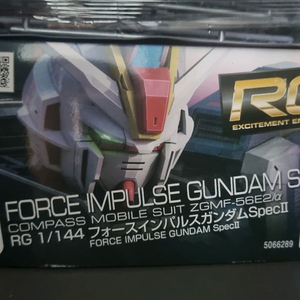 RG
EXCITEMENT EM
FORCE IMPULSE GUNDAM S
COMPASS MOBILE SUIT ZGMF-56E2/α
RG 1/144 フォースインパルスガンダムSpecⅡ
FORCE IMPULSE GUNDAM SpecⅡ
5066289